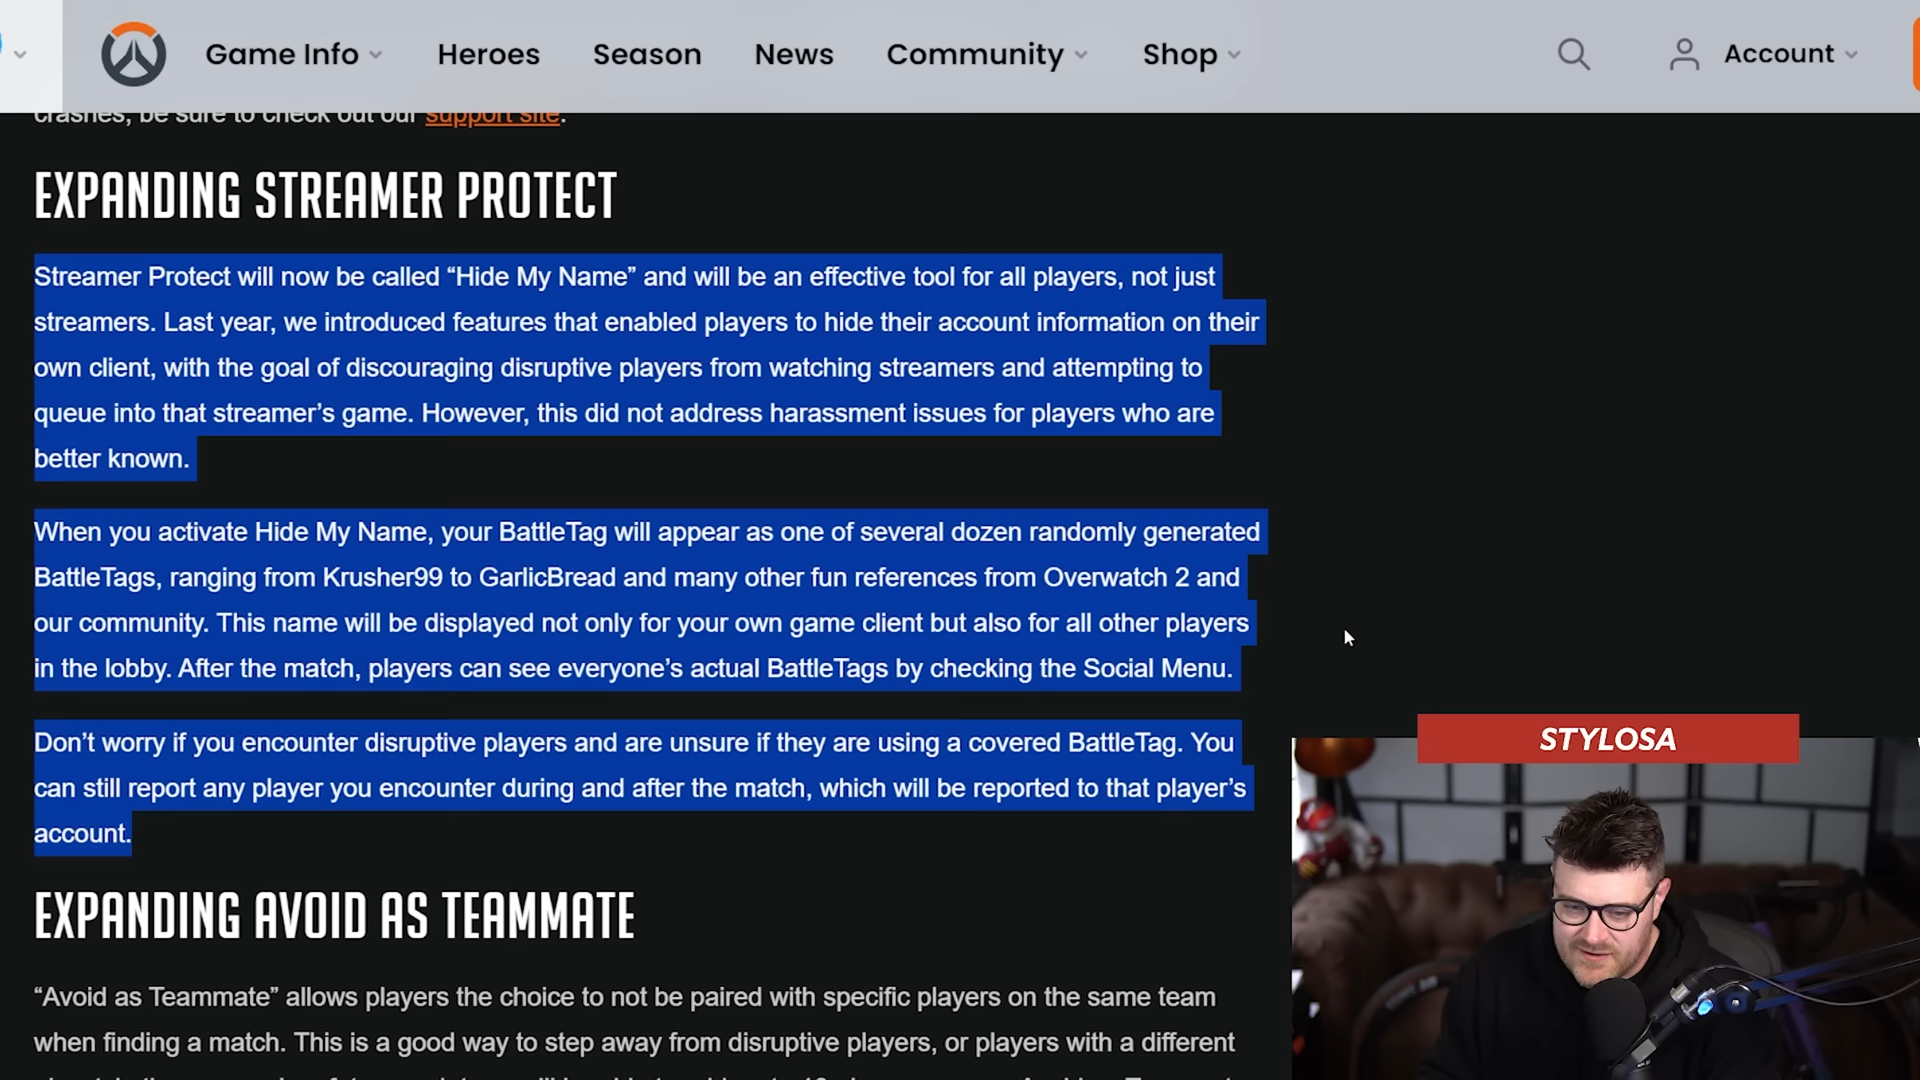 Game Info
Heroes
Season
News
Community
Shop
Account
crashes, be sure to check out our support site.
EXPANDING STREAMER PROTECT
Streamer Protect will now be called “Hide My Name” and will be an effective tool for all players, not just
streamers. Last year, we introduced features that enabled players to hide their account information on their
own client, with the goal of discouraging disruptive players from watching streamers and attempting to
queue into that streamer’s game. However, this did not address harassment issues for players who are
better known.
When you activate Hide My Name, your BattleTag will appear as one of several dozen randomly generated
BattleTags, ranging from Krusher99 to GarlicBread and many other fun references from Overwatch 2 and
our community. This name will be displayed not only for your own game client but also for all other players
in the lobby. After the match, players can see everyone’s actual BattleTags by checking the Social Menu.
Don’t worry if you encounter disruptive players and are unsure if they are using a covered BattleTag. You
can still report any player you encounter during and after the match, which will be reported to that player’s
account.
STYLOSA
EXPANDING AVOID AS TEAMMATE
“Avoid as Teammate” allows players the choice to not be paired with specific players on the same team
when finding a match. This is a good way to step away from disruptive players, or players with a different